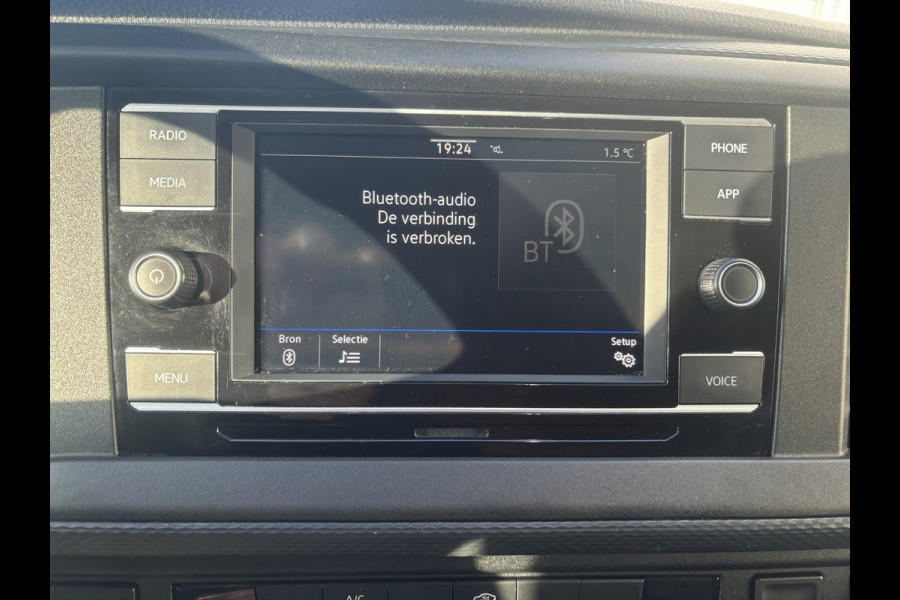 RADIO
MEDIA
MENU
19:24
1.5 °C
Bluetooth-audio
De verbinding
is verbroken.
BT
Bron
Selectie
Setup
PHONE
APP
VOICE
A/C